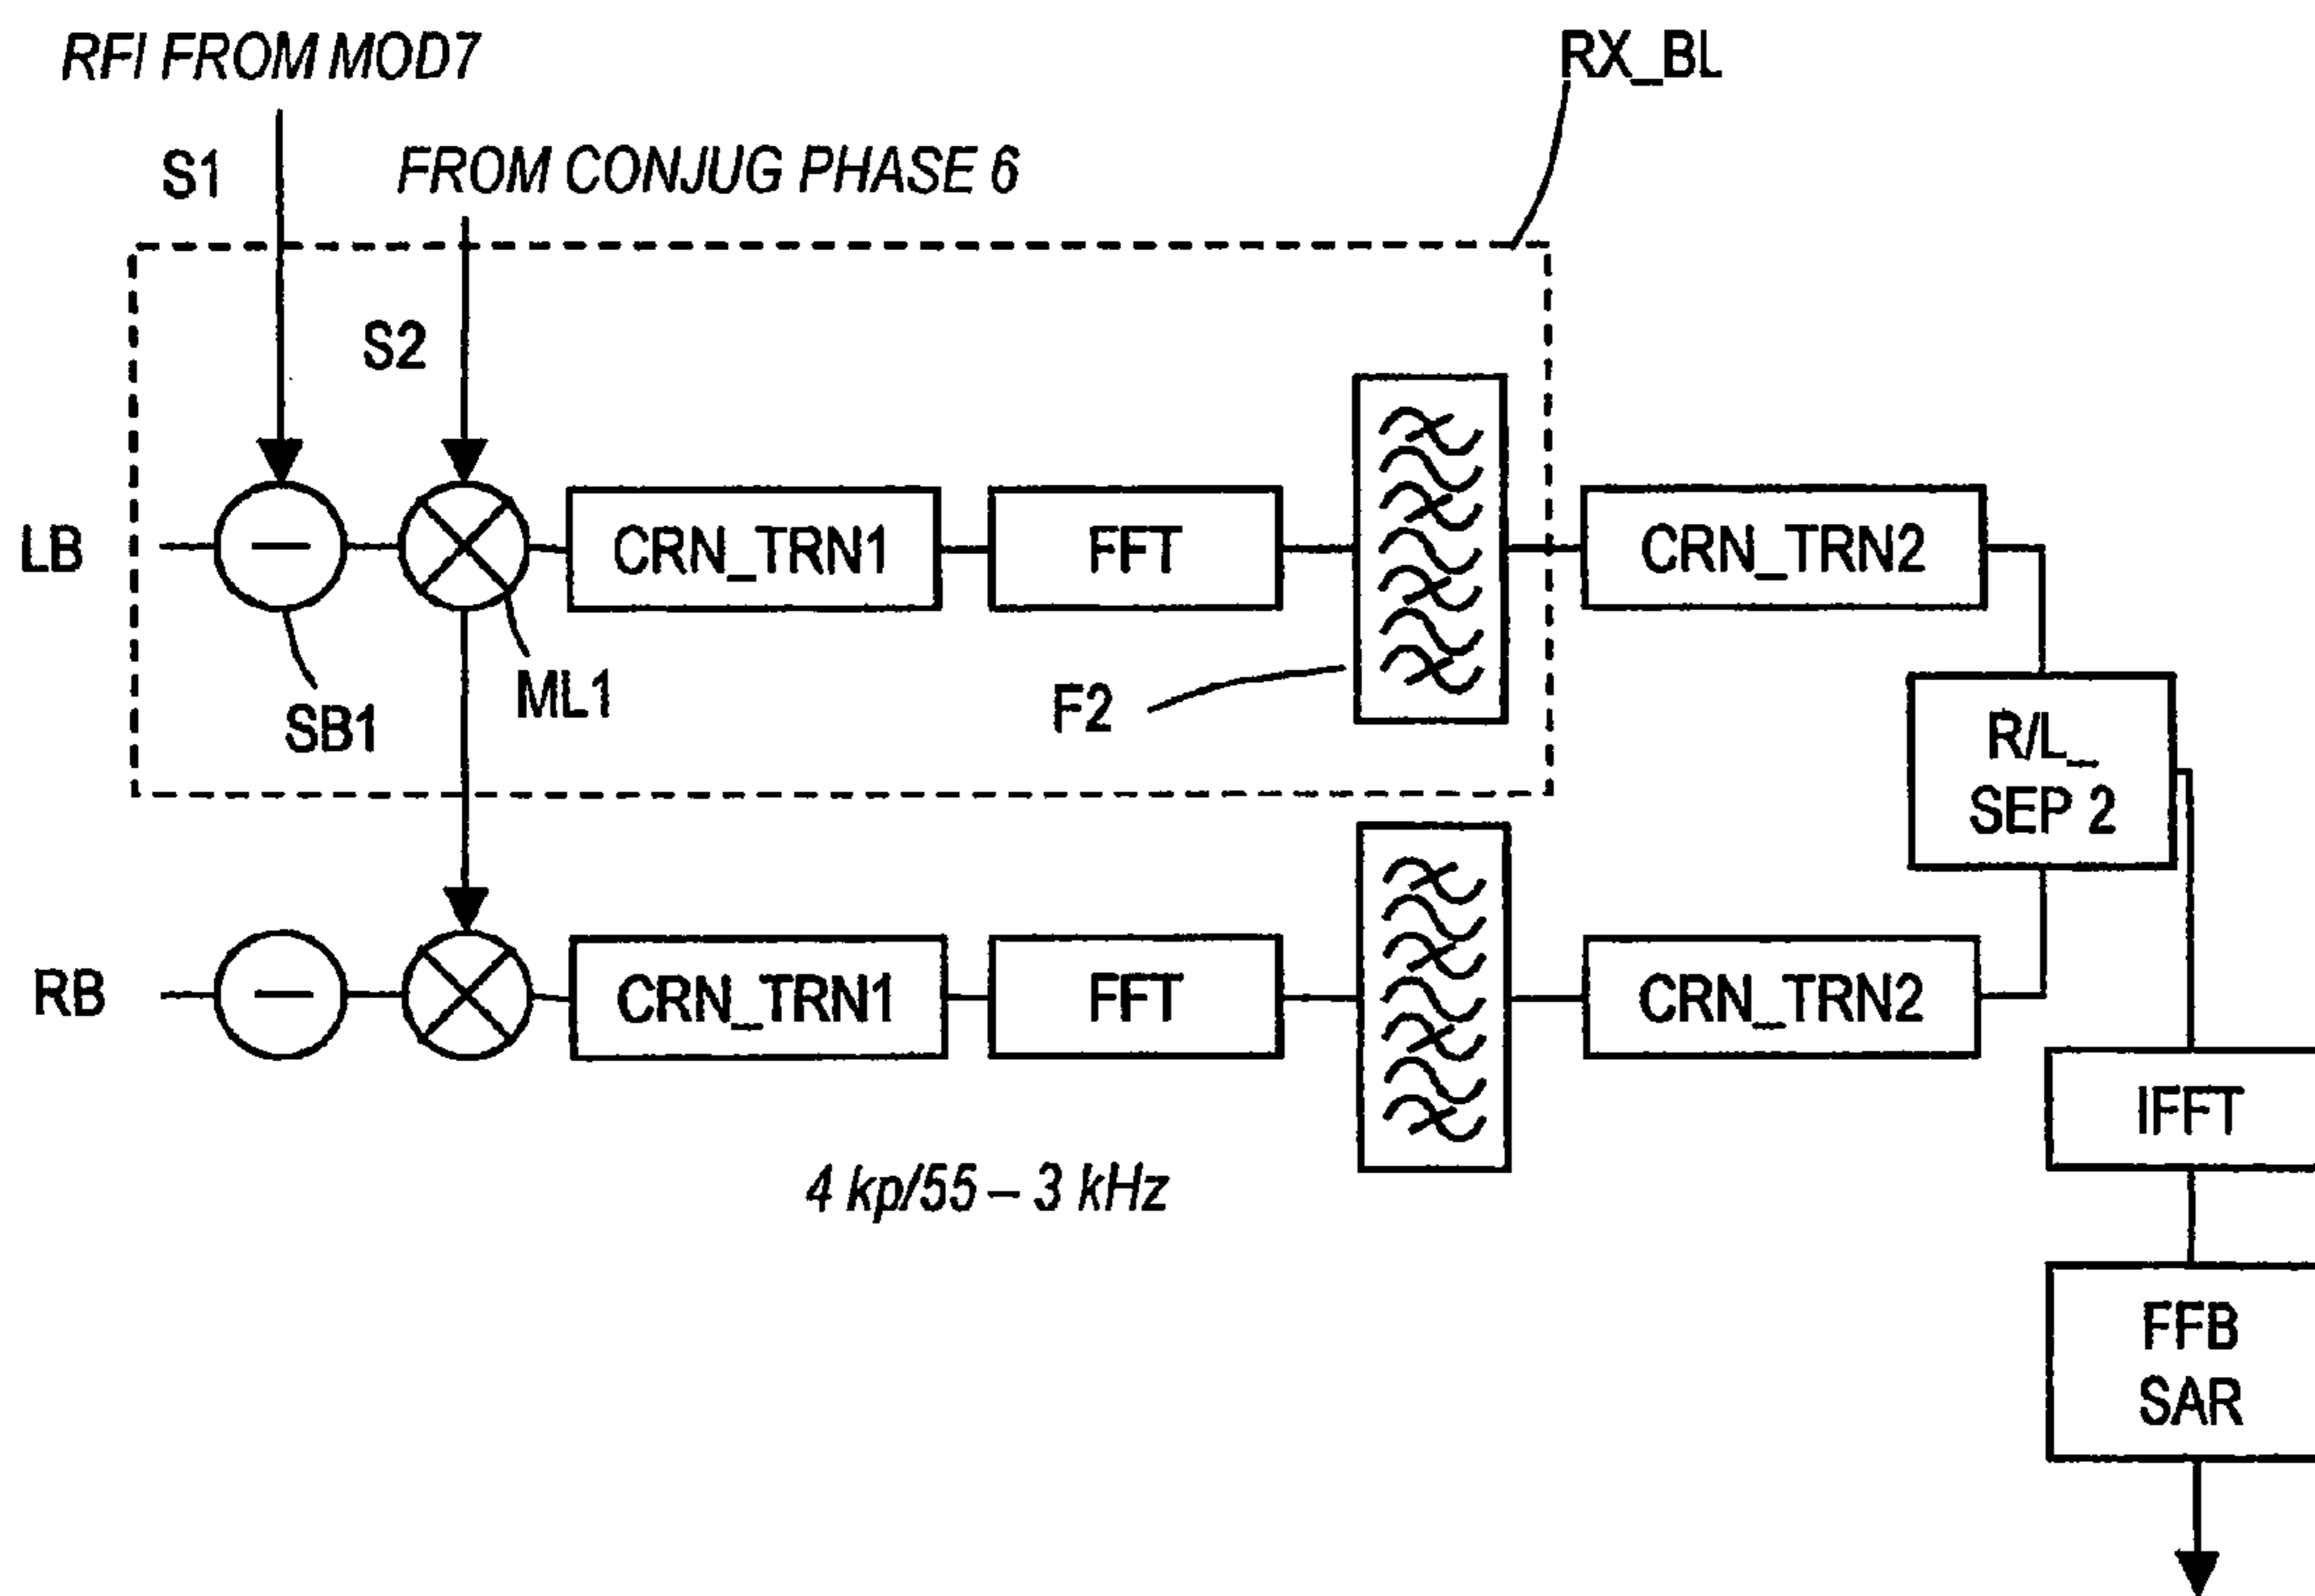 RFI FROM MOD7
RX_BL
S1
FROM CONJUG PHASE 6
S2
LB
CRN_TRN1
FFT
CRN_TRN2
ML1
SB1
F2
R/L_
SEP 2
RB
CRN_TRN1
FFT
CRN_TRN2
IFFT
4 kp/55 – 3 kHz
FFB
SAR